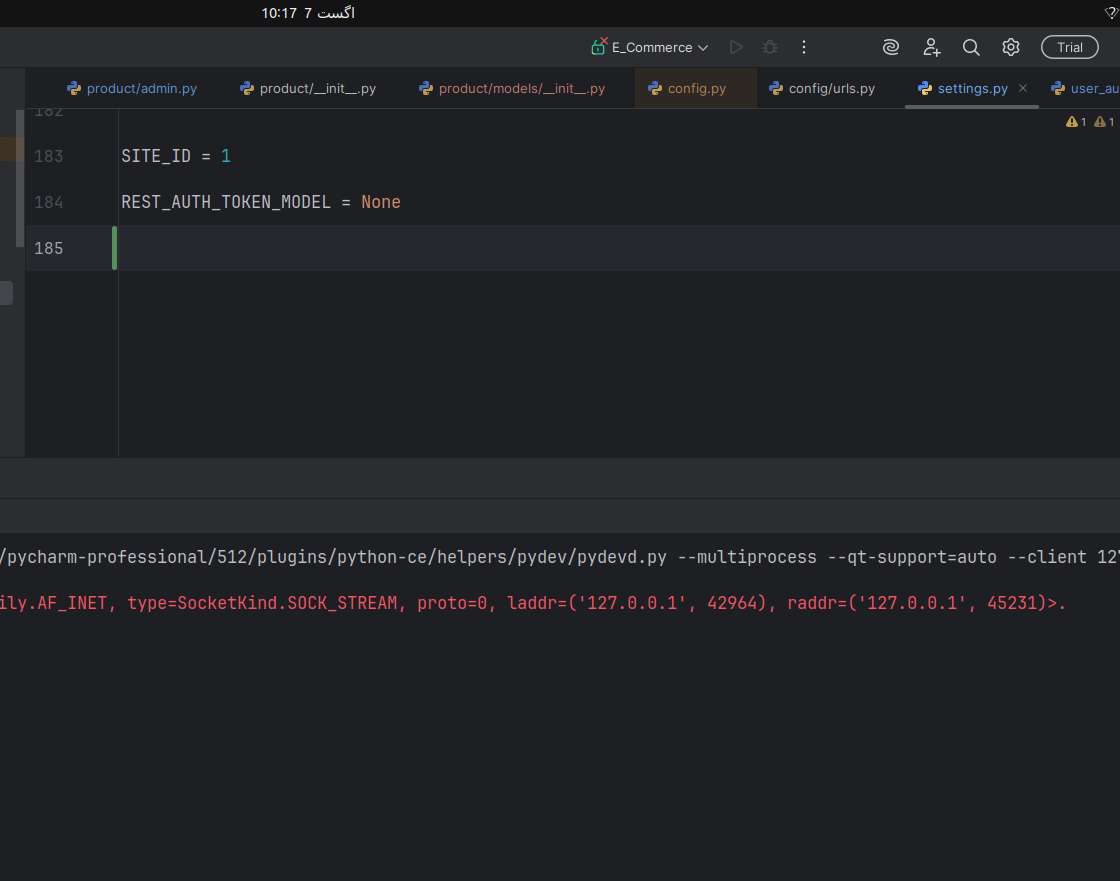 10:17 7 اگست
E_Commerce
Trial
product/admin.py product/__init__.py product/models/__init__.py config.py config/urls.py settings.py user_au
182
1 1
183 SITE_ID = 1
184 REST_AUTH_TOKEN_MODEL = None
185
/pycharm-professional/512/plugins/python-ce/helpers/pydev/pydevd.py --multiprocess --qt-support=auto --client 127
ily.AF_INET, type=SocketKind.SOCK_STREAM, proto=0, laddr=('127.0.0.1', 42964), raddr=('127.0.0.1', 45231)>.